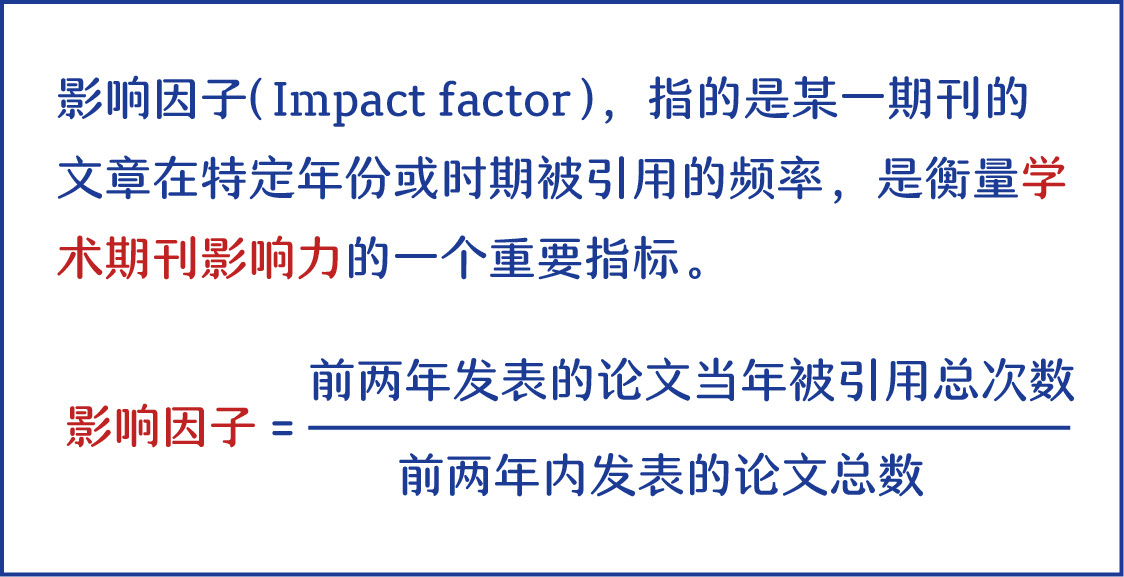 影响因子(Impact factor)，指的是某一期刊的
文章在特定年份或时期被引用的频率，是衡量学
术期刊影响力的一个重要指标。
前两年发表的论文当年被引用总次数
影响因子 =
前两年内发表的论文总数